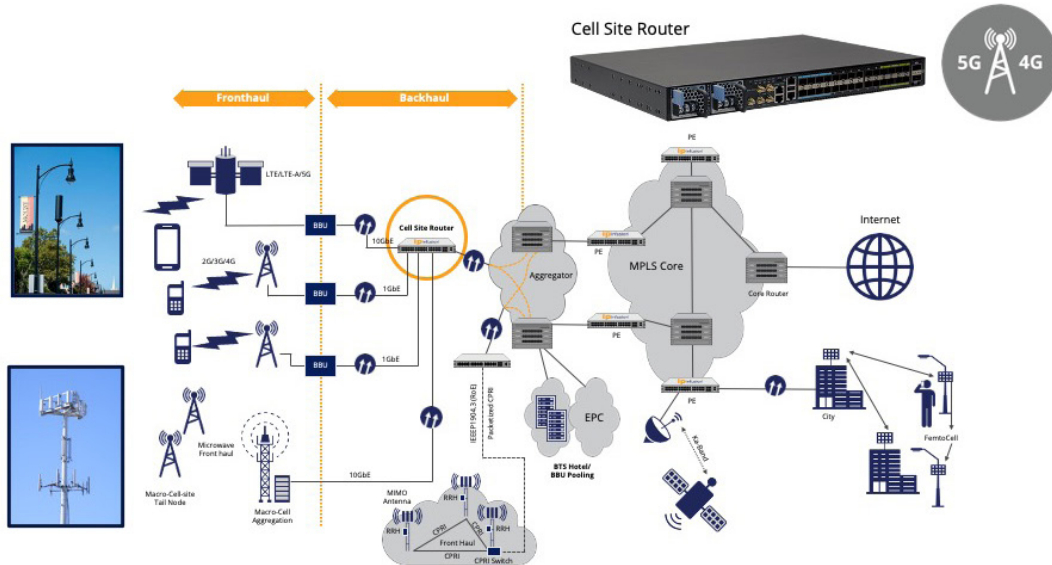 Cell Site Router
5G
4G
Fronthaul
Backhaul
LTE/LTE-A/5G
BBU
10GbE
Cell Site Router
2G/3G/4G
BBU
1GbE
BBU
1GbE
Aggregator
PE
PE
MPLS Core
Core Router
Internet
PE
PE
IEEEP1904.3 (RoE)
Packetized CPRI
EPC
BTS Hotel/
BBU Pooling
Ka-Band
City
FemtoCell
Microwave
Front haul
Macro-Cell-site
Tail Node
Macro-Cell
Aggregation
10GbE
MIMO
Antenna
RRH
RRH
RRH
CPRI
CPRI
Front Haul
CPRI
CPRI Switch